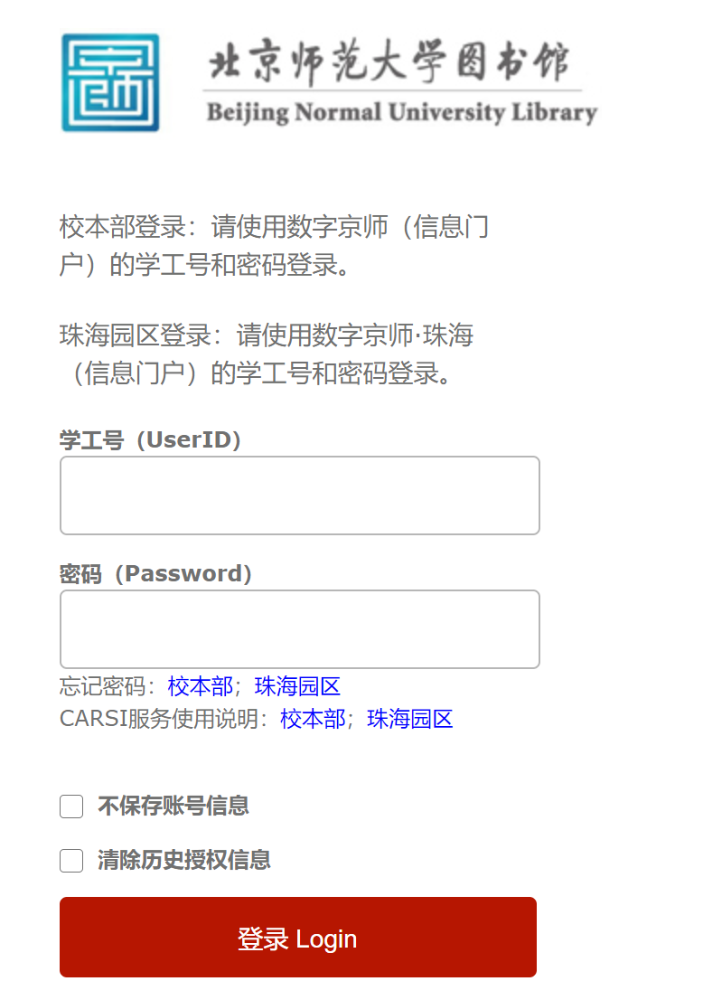 北京师范大学图书馆
Beijing Normal University Library
校本部登录：请使用数字京师（信息门
户）的学工号和密码登录。
珠海园区登录：请使用数字京师·珠海
（信息门户）的学工号和密码登录。
学工号（UserID）
密码（Password）
忘记密码：校本部；珠海园区
CARSI服务使用说明：校本部；珠海园区
不保存账号信息
清除历史授权信息
登录 Login